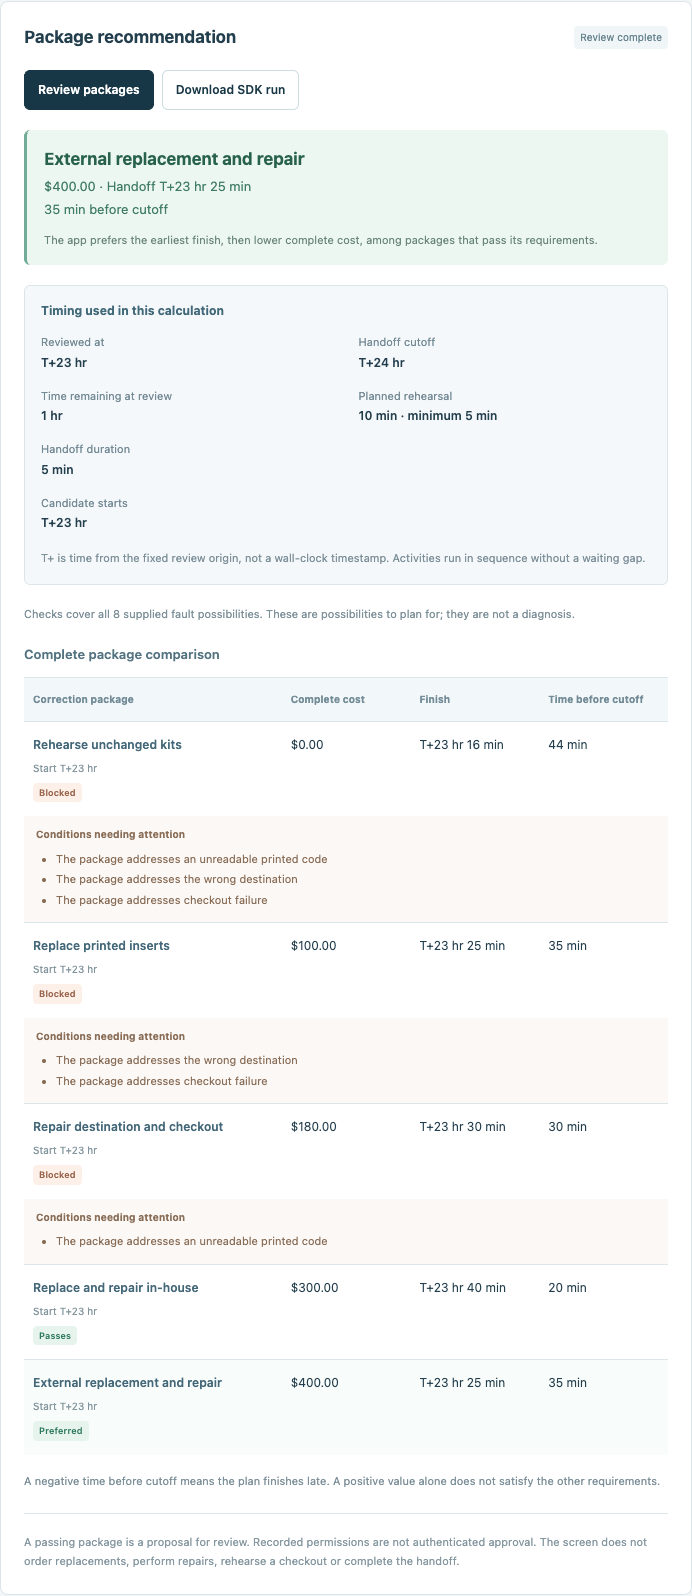 Package recommendation
Review complete
Review packages
Download SDK run
External replacement and repair
$400.00 · Handoff T+23 hr 25 min
35 min before cutoff
The app prefers the earliest finish, then lower complete cost, among packages that pass its requirements.
Timing used in this calculation
Reviewed at
T+23 hr
Handoff cutoff
T+24 hr
Time remaining at review
1 hr
Planned rehearsal
10 min · minimum 5 min
Handoff duration
5 min
Candidate starts
T+23 hr
T+ is time from the fixed review origin, not a wall-clock timestamp. Activities run in sequence without a waiting gap.
Checks cover all 8 supplied fault possibilities. These are possibilities to plan for; they are not a diagnosis.
Complete package comparison
Correction package Complete cost Finish Time before cutoff
Rehearse unchanged kits $0.00 T+23 hr 16 min 44 min
Start T+23 hr
Blocked
Conditions needing attention
• The package addresses an unreadable printed code
• The package addresses the wrong destination
• The package addresses checkout failure
Replace printed inserts $100.00 T+23 hr 25 min 35 min
Start T+23 hr
Blocked
Conditions needing attention
• The package addresses the wrong destination
• The package addresses checkout failure
Repair destination and checkout $180.00 T+23 hr 30 min 30 min
Start T+23 hr
Blocked
Conditions needing attention
• The package addresses an unreadable printed code
Replace and repair in-house $300.00 T+23 hr 40 min 20 min
Start T+23 hr
Passes
External replacement and repair $400.00 T+23 hr 25 min 35 min
Start T+23 hr
Preferred
A negative time before cutoff means the plan finishes late. A positive value alone does not satisfy the other requirements.
A passing package is a proposal for review. Recorded permissions are not authenticated approval. The screen does not
order replacements, perform repairs, rehearse a checkout or complete the handoff.